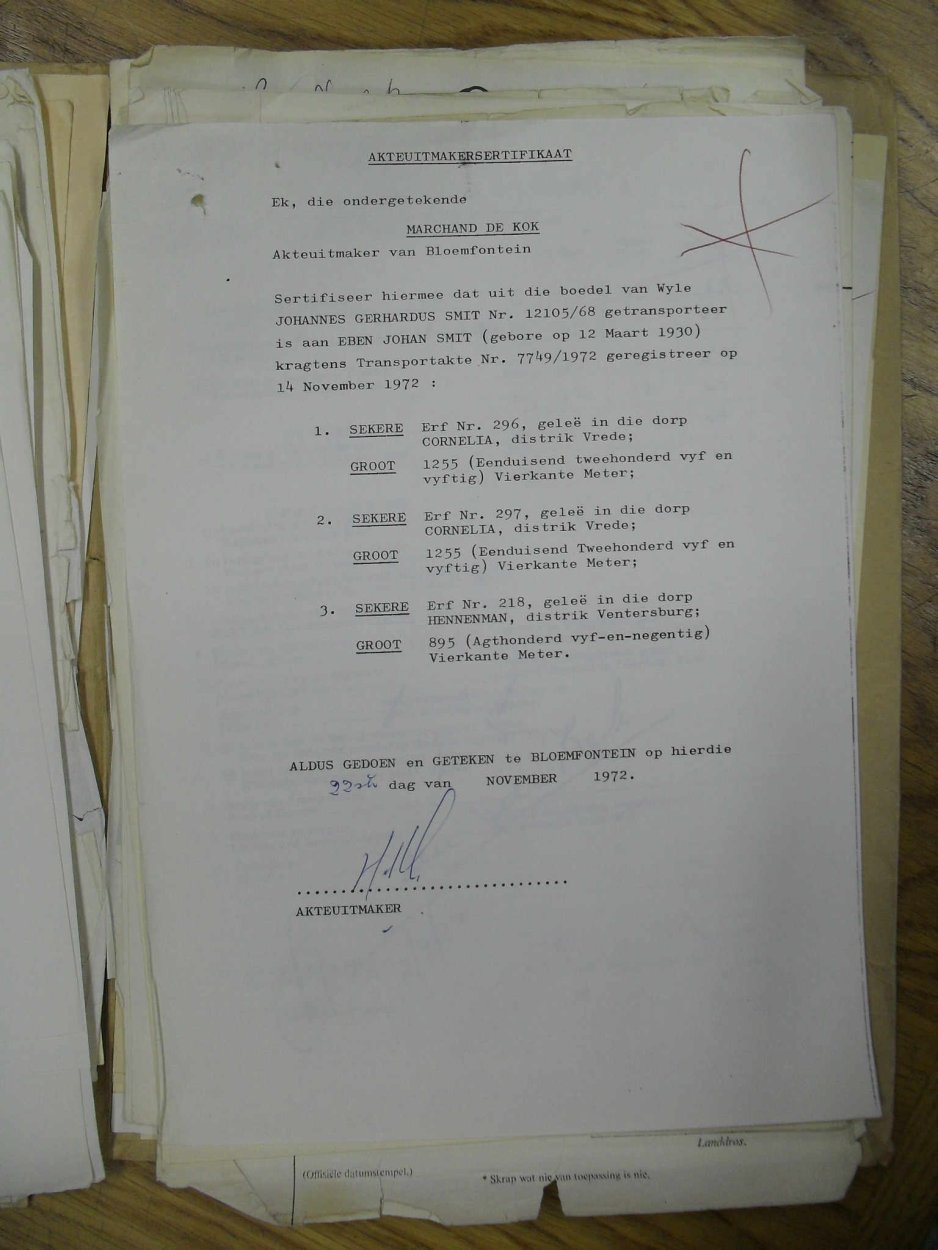 AKTEUITMAKERSERTIFIKAAT
Ek, die ondergetekende
MARCHAND DE KOK
Akteuitmaker van Bloemfontein
Sertifiseer hiermee dat uit die boedel van Wyle
JOHANNES GERHARDUS SMIT Nr. 12105/68 getransporteer
is aan EBEN JOHAN SMIT (gebore op 12 Maart 1930)
kragtens Transportakte Nr. 7749/1972 geregistreer op
14 November 1972 :
1. SEKERE Erf Nr. 296, geleë in die dorp
CORNELIA, distrik Vrede;
GROOT 1255 (Eenduisend tweehonderd vyf en
vyftig) Vierkante Meter;
2. SEKERE Erf Nr. 297, geleë in die dorp
CORNELIA, distrik Vrede;
GROOT 1255 (Eenduisend Tweehonderd vyf en
vyftig) Vierkante Meter;
3. SEKERE Erf Nr. 218, geleë in die dorp
HENNENMAN, distrik Ventersburg;
GROOT 895 (Agthonderd vyf-en-negentig)
Vierkante Meter.
ALDUS GEDOEN en GETEKEN te BLOEMFONTEIN op hierdie
22ste dag van NOVEMBER 1972.
AKTEUITMAKER
Landdros.
(Offisiële datumstempel.) * Skrap wat nie van toepassing is nie.